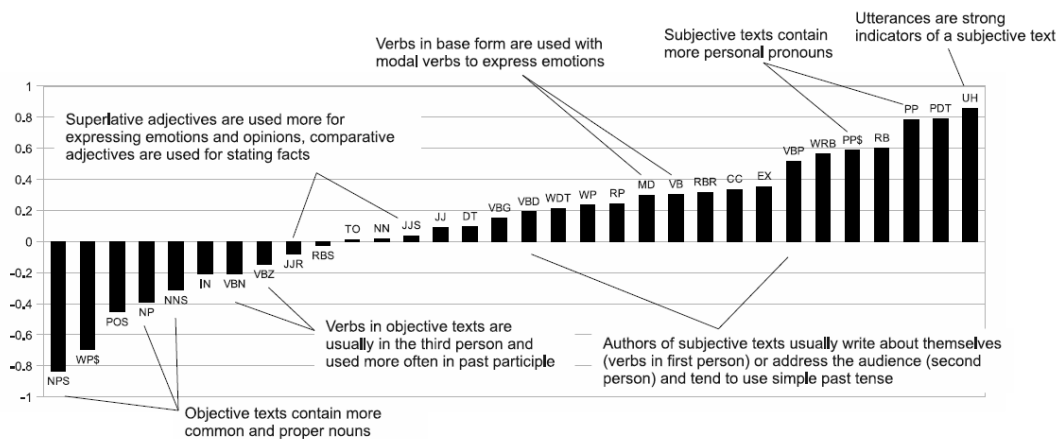 Utterances are strong
indicators of a subjective text
Subjective texts contain
more personal pronouns
Verbs in base form are used with
modal verbs to express emotions
Superlative adjectives are used more for
expressing emotions and opinions, comparative
adjectives are used for stating facts
1
0.8
0.6
0.4
0.2
0
-0.2
-0.4
-0.6
-0.8
-1
NPS
WP$
POS
NP
NNS
IN
VBN
VBZ
JJR
RBS
TO
NN
JJS
JJ
DT
VBG
VBD
WDT
WP
RP
MD
VB
RBR
CC
EX
VBP
WRB
PP$
RB
PP
PDT
UH
Verbs in objective texts are
usually in the third person and
used more often in past participle
Authors of subjective texts usually write about themselves
(verbs in first person) or address the audience (second
person) and tend to use simple past tense
Objective texts contain more
common and proper nouns